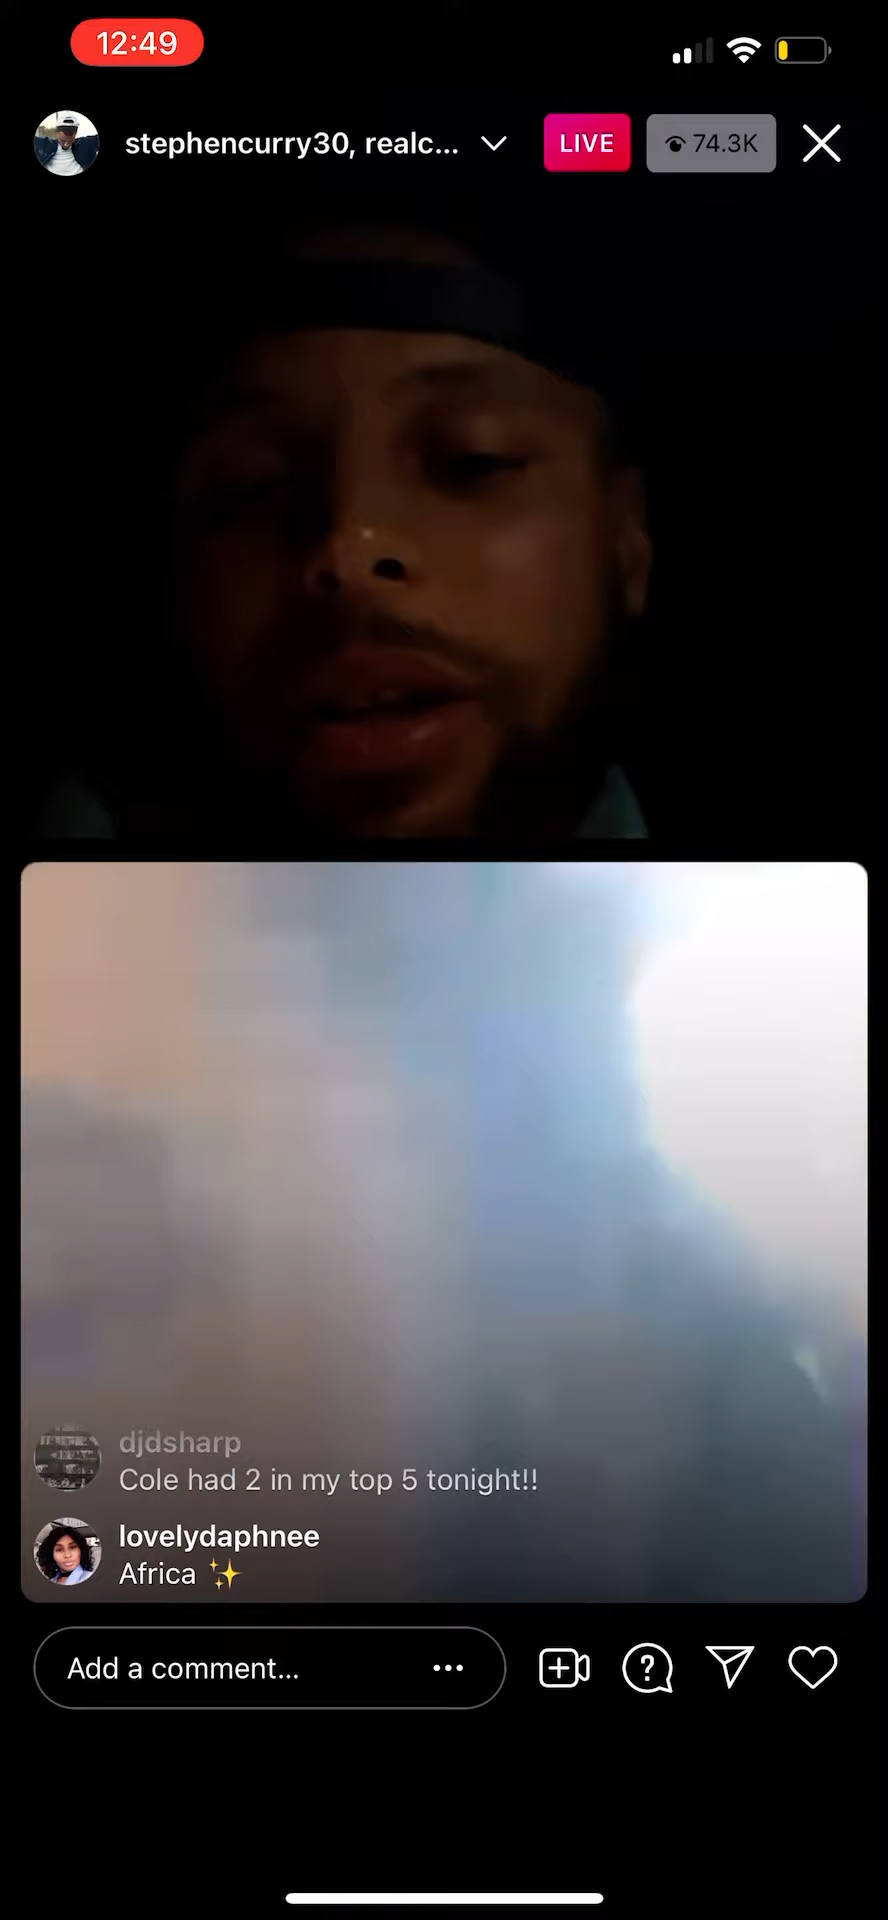 12:49
stephencurry30, realc...
LIVE
74.3K
djdsharp
Cole had 2 in my top 5 tonight!!
lovelydaphnee
Africa ✨
Add a comment...